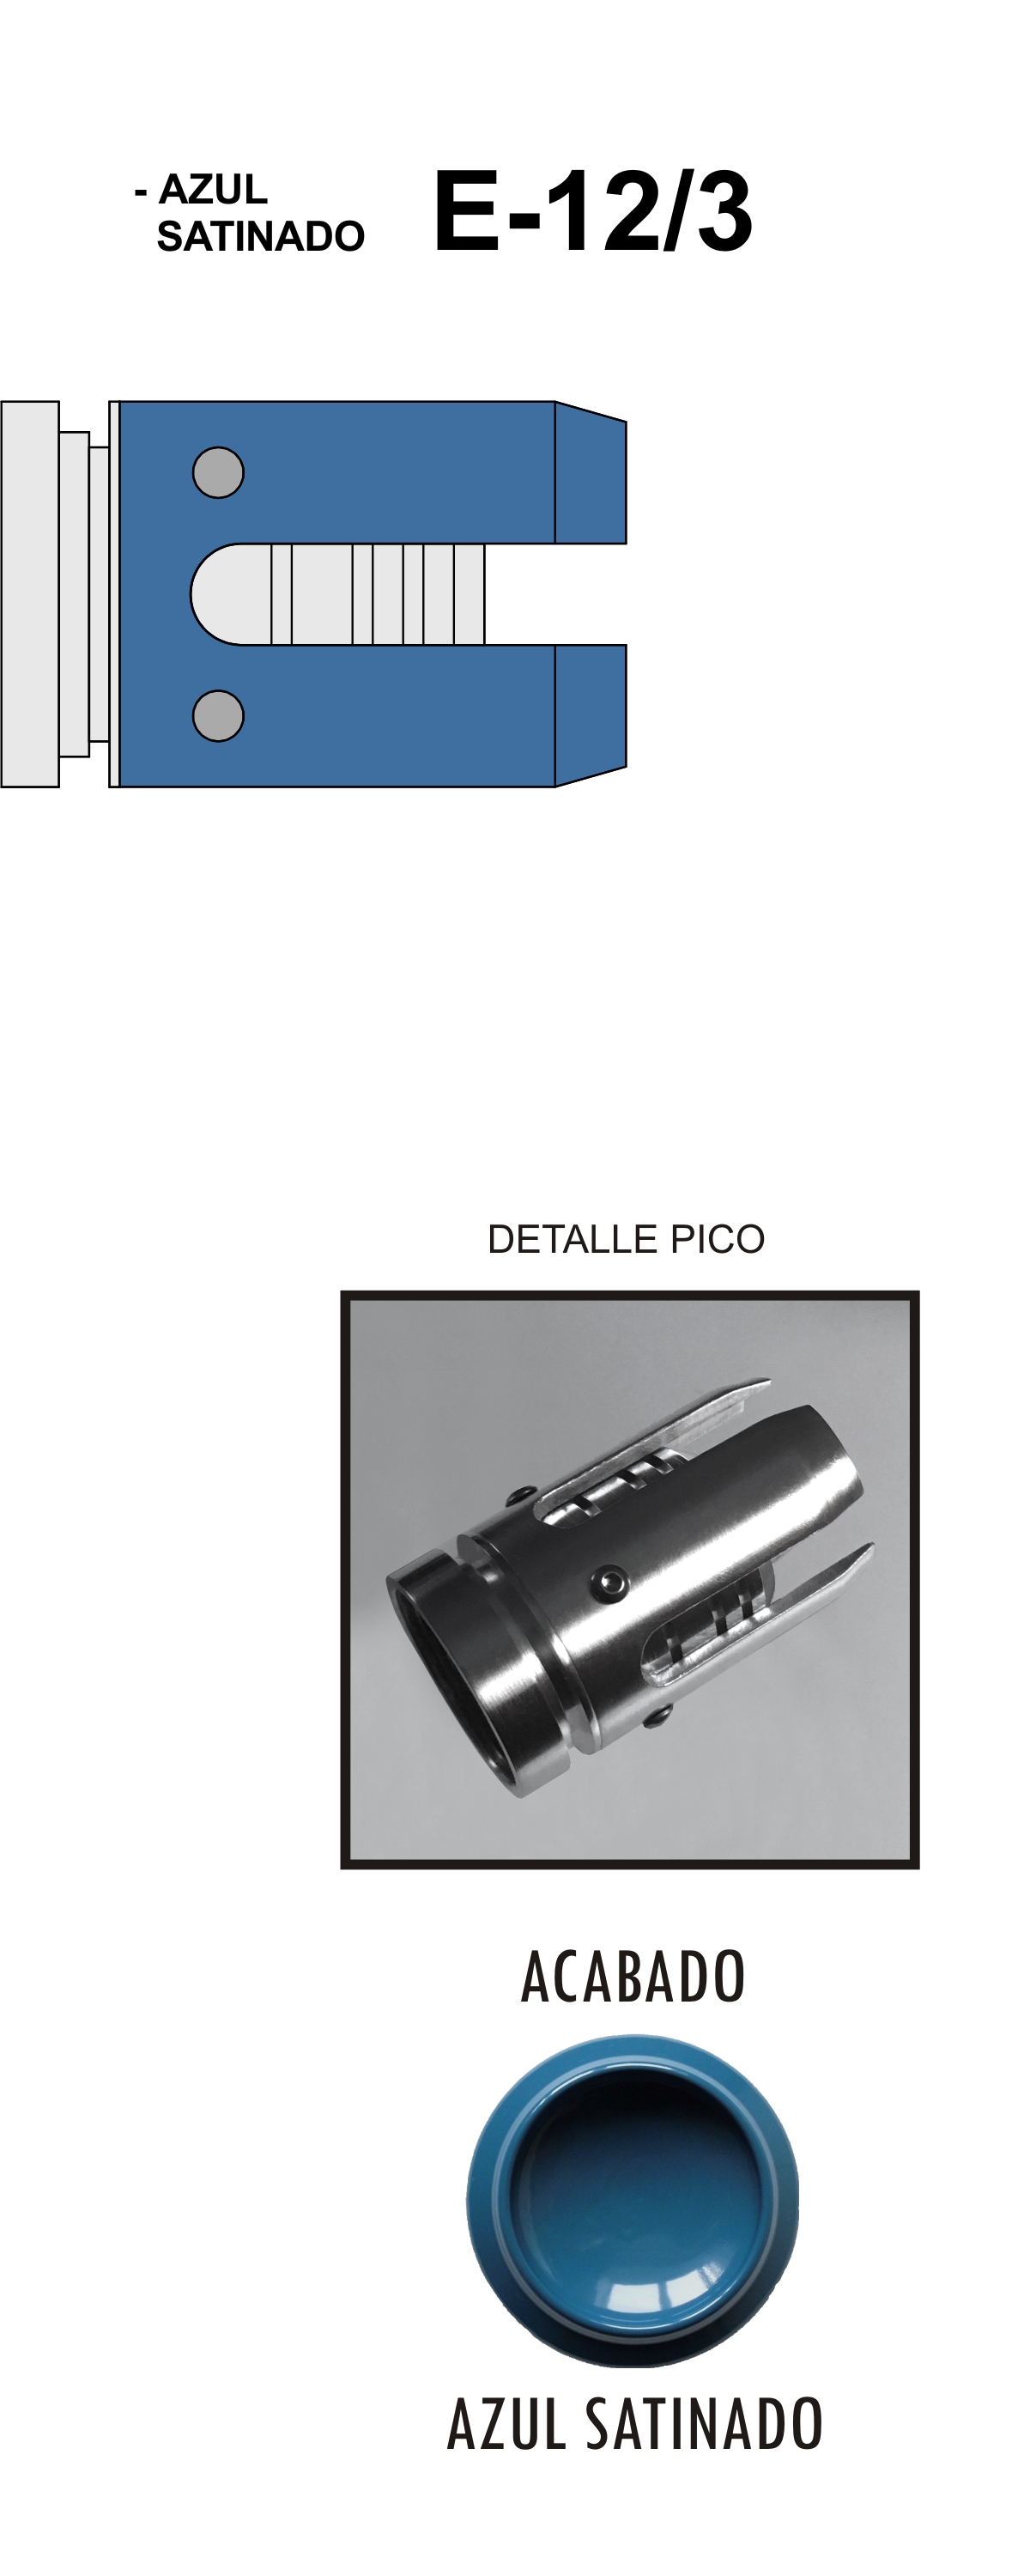 - AZUL
SATINADO
E-12/3
DETALLE PICO
ACABADO
AZUL SATINADO